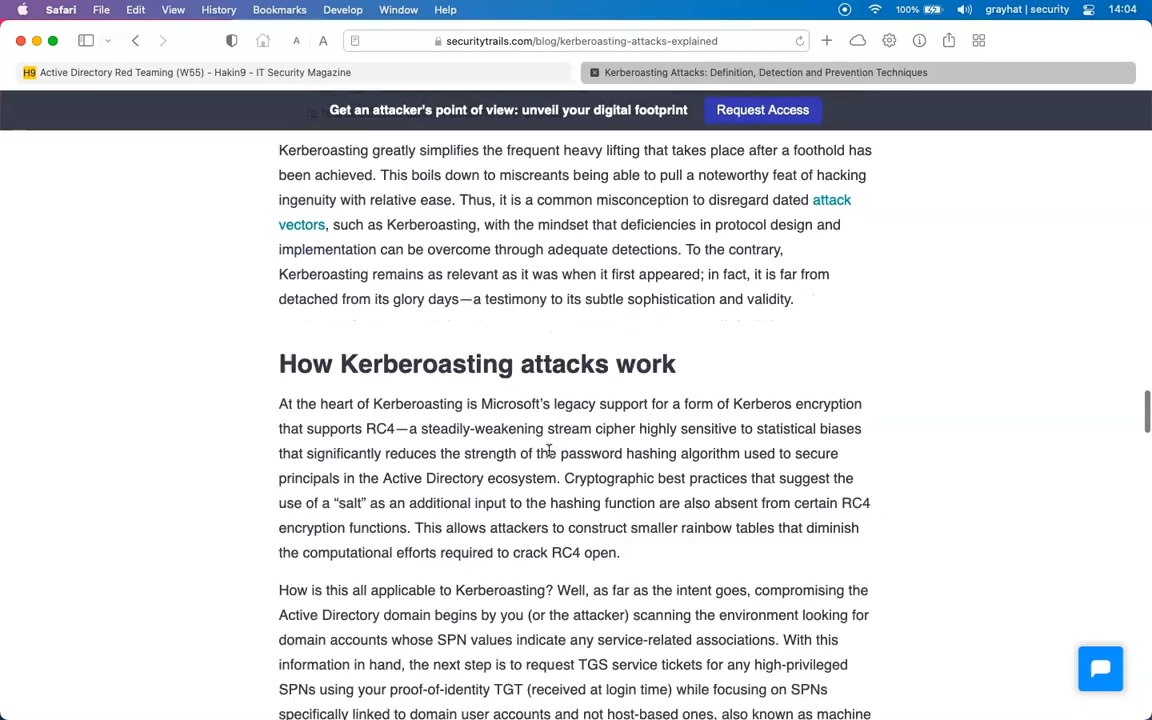 Safari File Edit View History Bookmarks Develop Window Help 100% grayhat | security 14:04
A A securitytrails.com/blog/kerberoasting-attacks-explained
H9 Active Directory Red Teaming (W55) - Hakin9 - IT Security Magazine Kerberoasting Attacks: Definition, Detection and Prevention Techniques
Get an attacker's point of view: unveil your digital footprint Request Access
Kerberoasting greatly simplifies the frequent heavy lifting that takes place after a foothold has
been achieved. This boils down to miscreants being able to pull a noteworthy feat of hacking
ingenuity with relative ease. Thus, it is a common misconception to disregard dated attack
vectors, such as Kerberoasting, with the mindset that deficiencies in protocol design and
implementation can be overcome through adequate detections. To the contrary,
Kerberoasting remains as relevant as it was when it first appeared; in fact, it is far from
detached from its glory days—a testimony to its subtle sophistication and validity.
How Kerberoasting attacks work
At the heart of Kerberoasting is Microsoft's legacy support for a form of Kerberos encryption
that supports RC4—a steadily-weakening stream cipher highly sensitive to statistical biases
that significantly reduces the strength of the password hashing algorithm used to secure
principals in the Active Directory ecosystem. Cryptographic best practices that suggest the
use of a “salt” as an additional input to the hashing function are also absent from certain RC4
encryption functions. This allows attackers to construct smaller rainbow tables that diminish
the computational efforts required to crack RC4 open.
How is this all applicable to Kerberoasting? Well, as far as the intent goes, compromising the
Active Directory domain begins by you (or the attacker) scanning the environment looking for
domain accounts whose SPN values indicate any service-related associations. With this
information in hand, the next step is to request TGS service tickets for any high-privileged
SPNs using your proof-of-identity TGT (received at login time) while focusing on SPNs
specifically linked to domain user accounts and not host-based ones, also known as machine